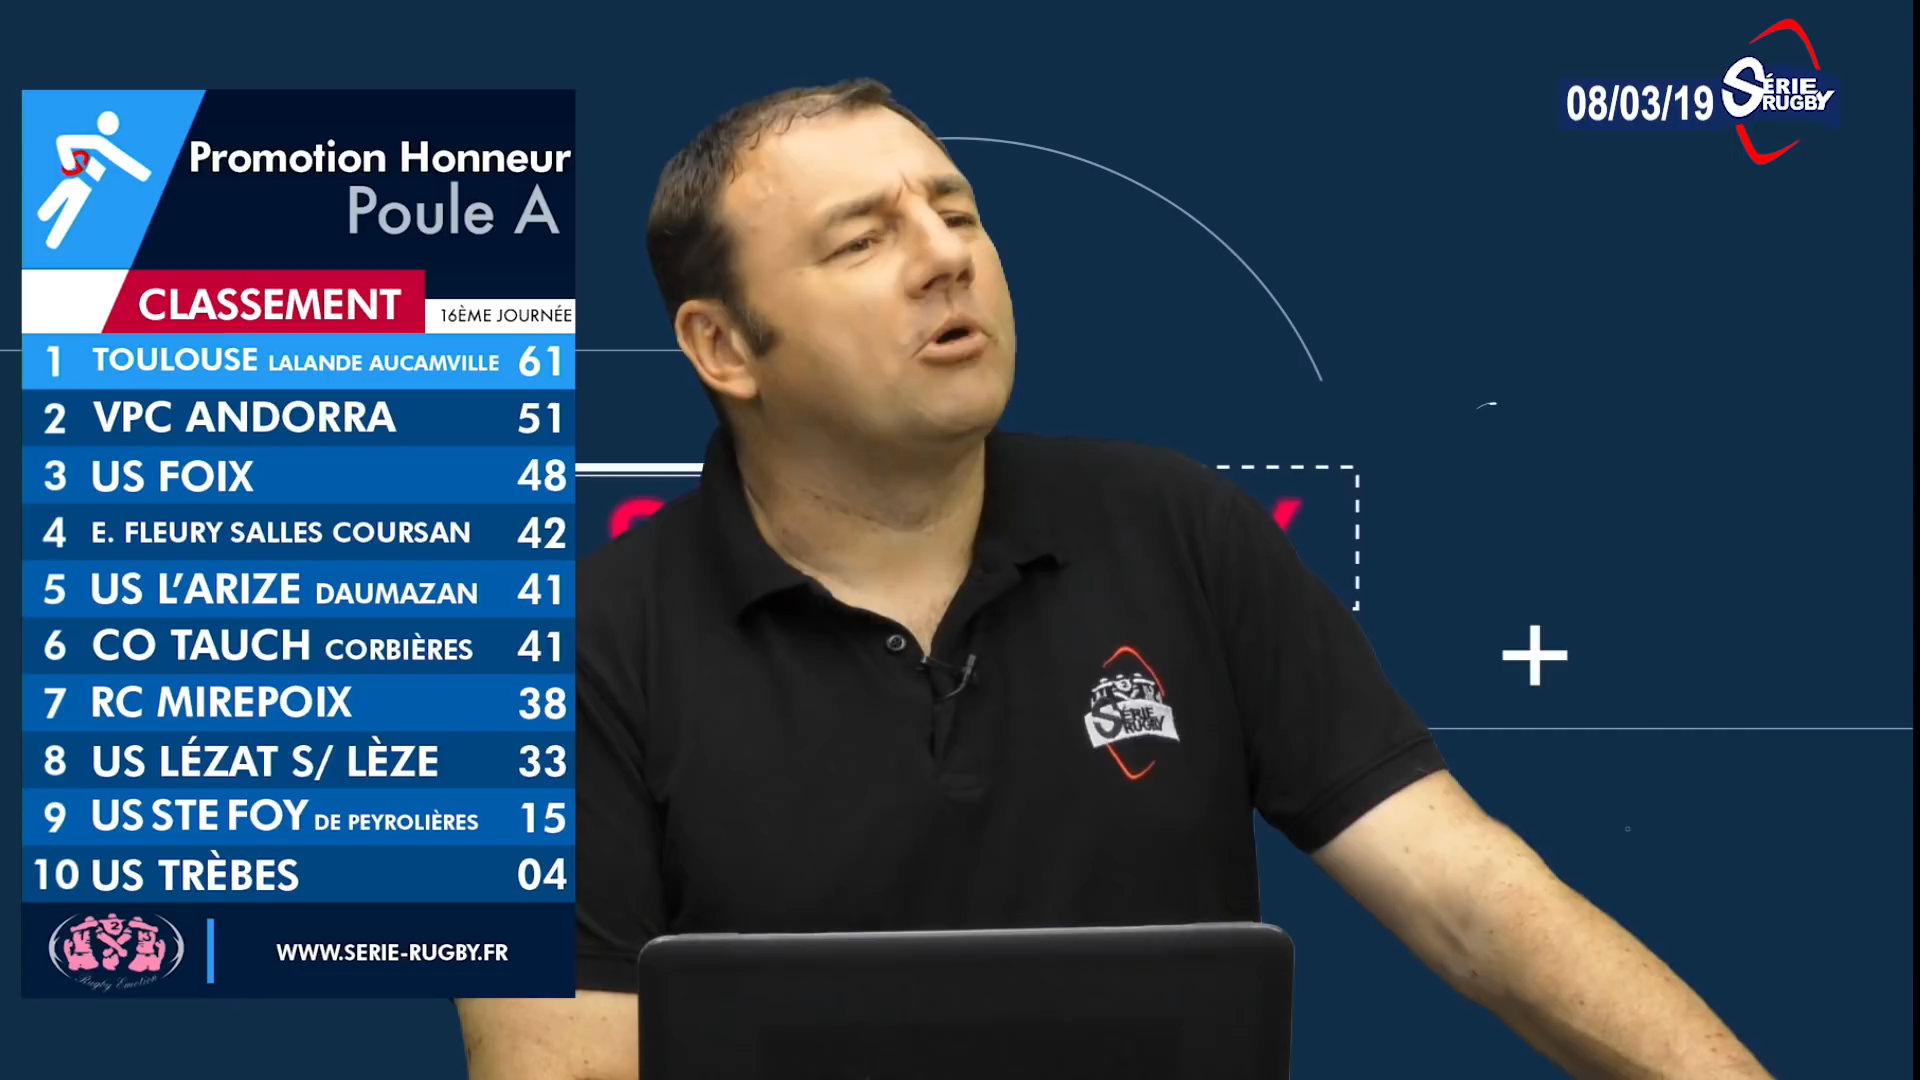 08/03/19
SÉRIE
RUGBY
Promotion Honneur
Poule A
CLASSEMENT
16ÈME JOURNÉE
1 TOULOUSE LALANDE AUCAMVILLE 61
2 VPC ANDORRA 51
3 US FOIX 48
4 E. FLEURY SALLES COURSAN 42
5 US L'ARIZE DAUMAZAN 41
6 CO TAUCH CORBIÈRES 41
7 RC MIREPOIX 38
8 US LÉZAT S/ LÈZE 33
9 US STE FOY DE PEYROLIÈRES 15
10 US TRÈBES 04
Rugby Emotion
WWW.SERIE-RUGBY.FR
SÉRIE
RUGBY